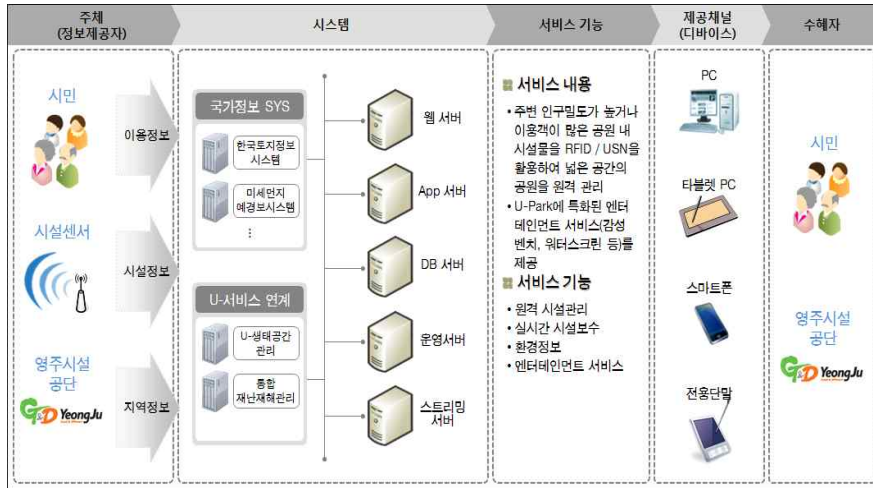 주체
(정보제공자)
시스템
서비스 기능
제공채널
(디바이스)
수혜자
시민
이용정보
시설센서
시설정보
영주시설
공단
G&D YeongJu
지역정보
국가정보 SYS
한국토지정보
시스템
미세먼지
예경보시스템
⋮
U-서비스 연계
U-생태공간
관리
통합
재난재해관리
웹 서버
App 서버
DB 서버
운영서버
스트리밍
서버
서비스 내용
• 주변 인구밀도가 높거나
이용객이 많은 공원 내
시설물을 RFID / USN을
활용하여 넓은 공간의
공원을 원격 관리
• U-Park에 특화된 엔터
테인먼트 서비스(감성
벤치, 워터스크린 등)를
제공
서비스 기능
• 원격 시설관리
• 실시간 시설보수
• 환경정보
• 엔터테인먼트 서비스
PC
타블렛 PC
스마트폰
전용단말
시민
영주시설
공단
G&D YeongJu